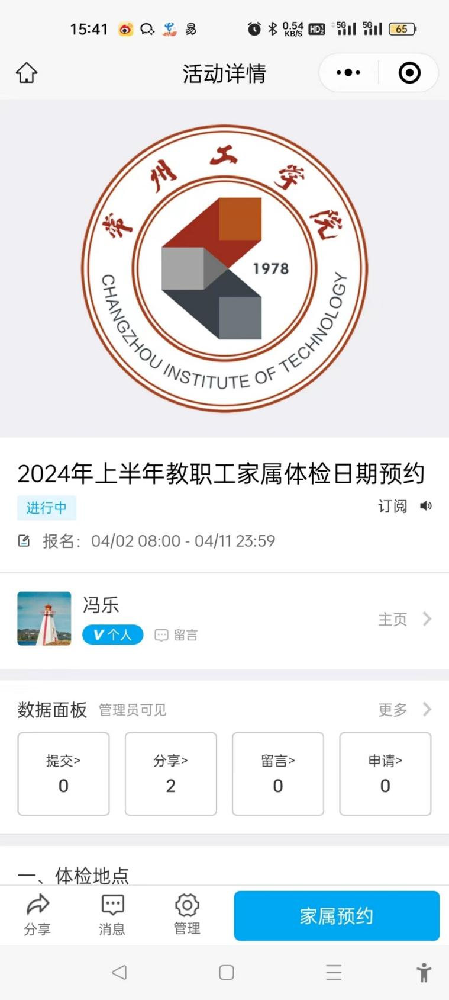 15:41
易
0.54
KB/S
HD
5G
5G
65
活动详情
常州工学院
1978
CHANGZHOU INSTITUTE OF TECHNOLOGY
2024年上半年教职工家属体检日期预约
进行中
订阅
报名：04/02 08:00 - 04/11 23:59
冯乐
V 个人
留言
主页
数据面板
管理员可见
更多
提交>
分享>
留言>
申请>
0
2
0
0
一、体检地点
分享
消息
管理
家属预约